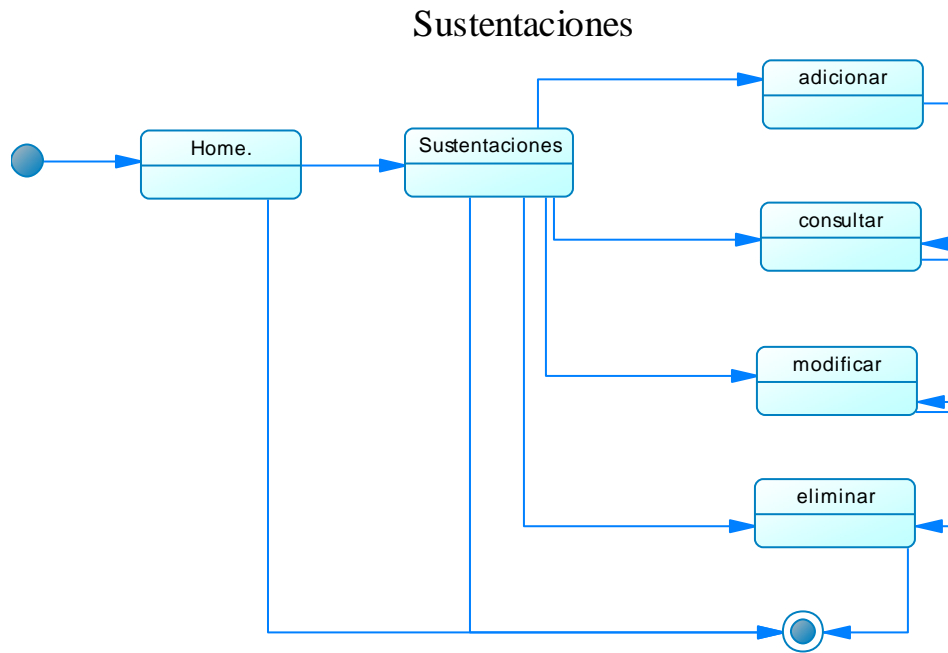 Sustentaciones
adicionar
Home.
Sustentaciones
consultar
modificar
eliminar